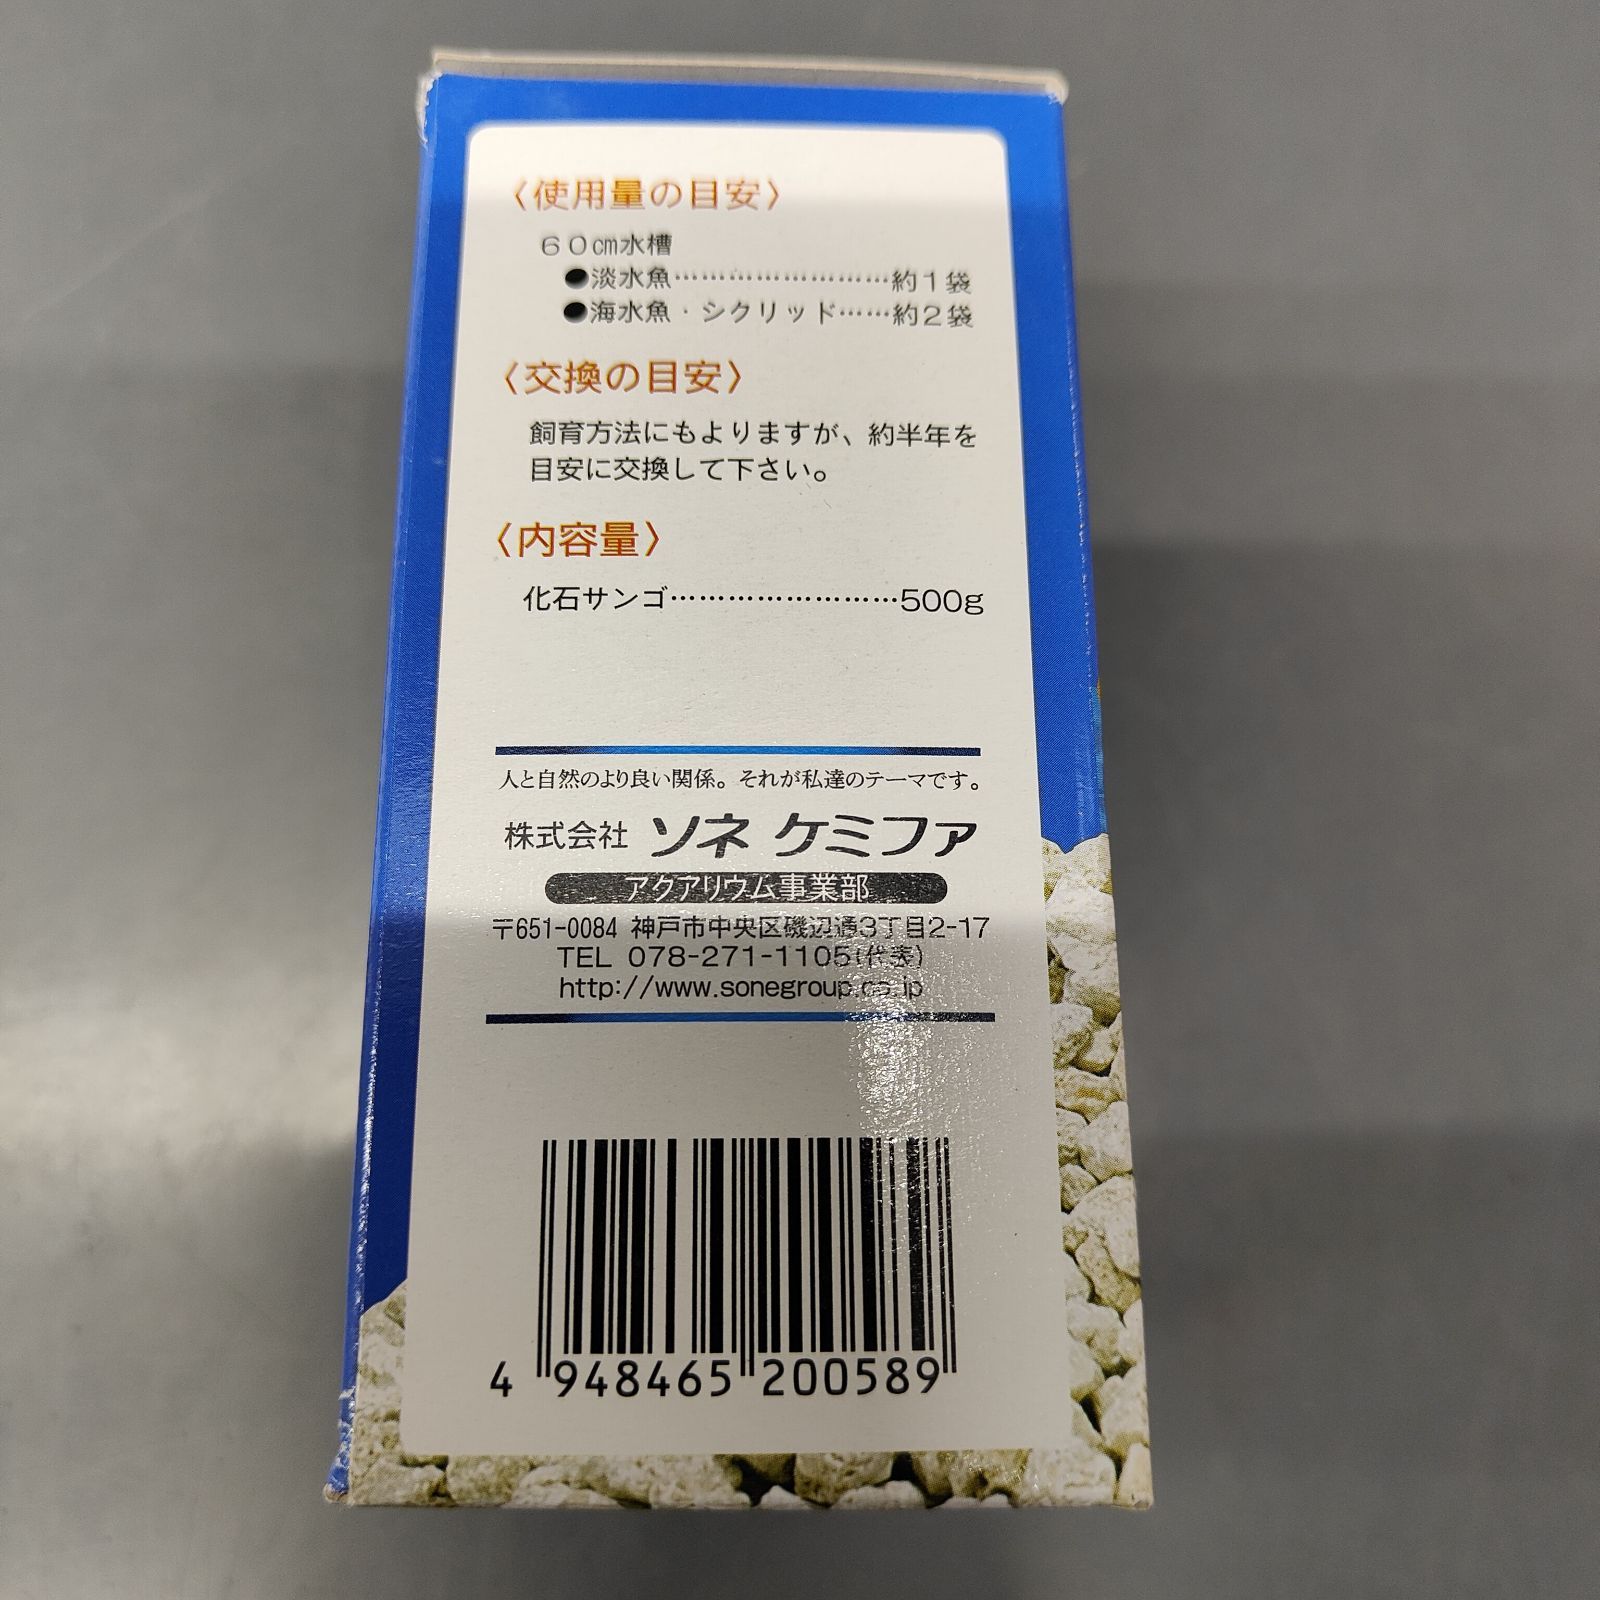 〈使用量の目安〉
６０㎝水槽
●淡水魚……………………約１袋
●海水魚・シクリッド……約２袋
〈交換の目安〉
飼育方法にもよりますが、約半年を
目安に交換して下さい。
〈内容量〉
化石サンゴ……………………500g
人と自然のより良い関係。それが私達のテーマです。
株式会社 ソネ ケミファ
アクアリウム事業部
〒651-0084 神戸市中央区磯辺通3丁目2-17
TEL 078-271-1105(代表)
http://www.sonegroup.co.jp
4 948465 200589